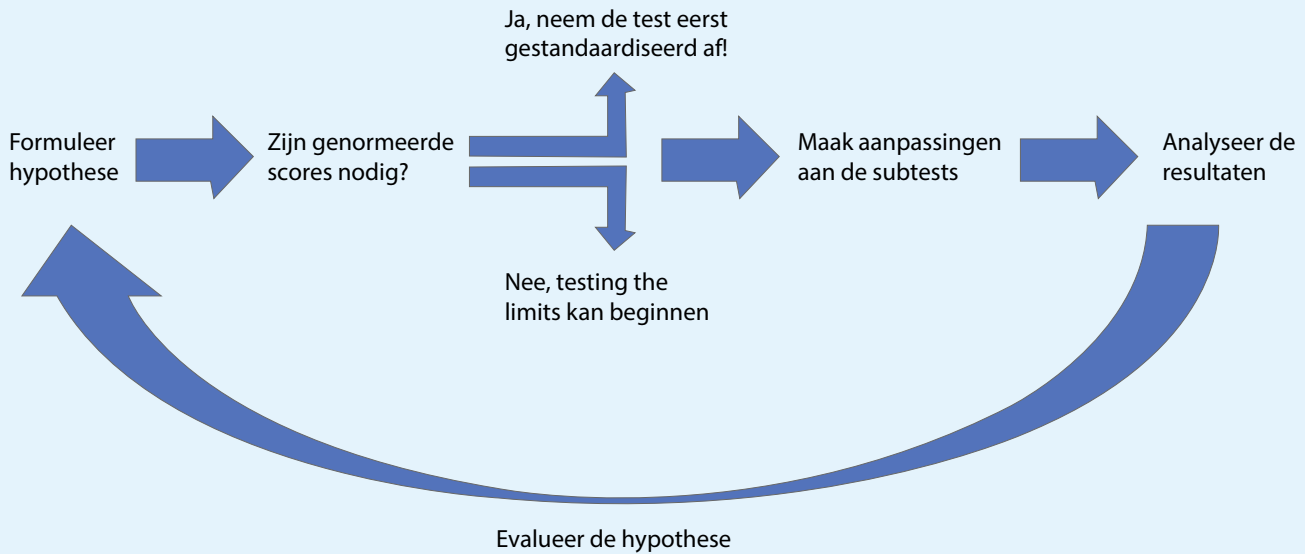 Ja, neem de test eerst
gestandaardiseerd af!
Formuleer
hypothese
Zijn genormeerde
scores nodig?
Maak aanpassingen
aan de subtests
Analyseer de
resultaten
Nee, testing the
limits kan beginnen
Evalueer de hypothese